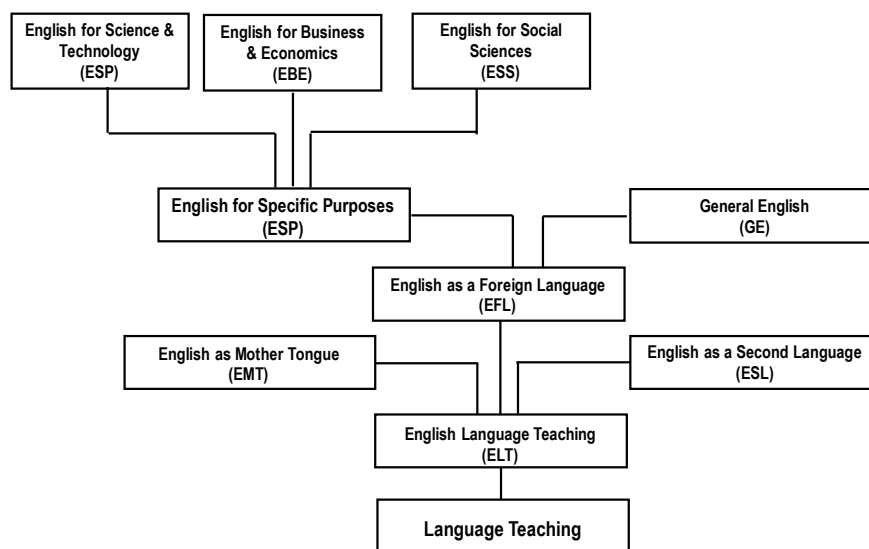 English for Science &
Technology
(ESP)
English for Business
& Economics
(EBE)
English for Social
Sciences
(ESS)
English for Specific Purposes
(ESP)
General English
(GE)
English as a Foreign Language
(EFL)
English as Mother Tongue
(EMT)
English as a Second Language
(ESL)
English Language Teaching
(ELT)
Language Teaching